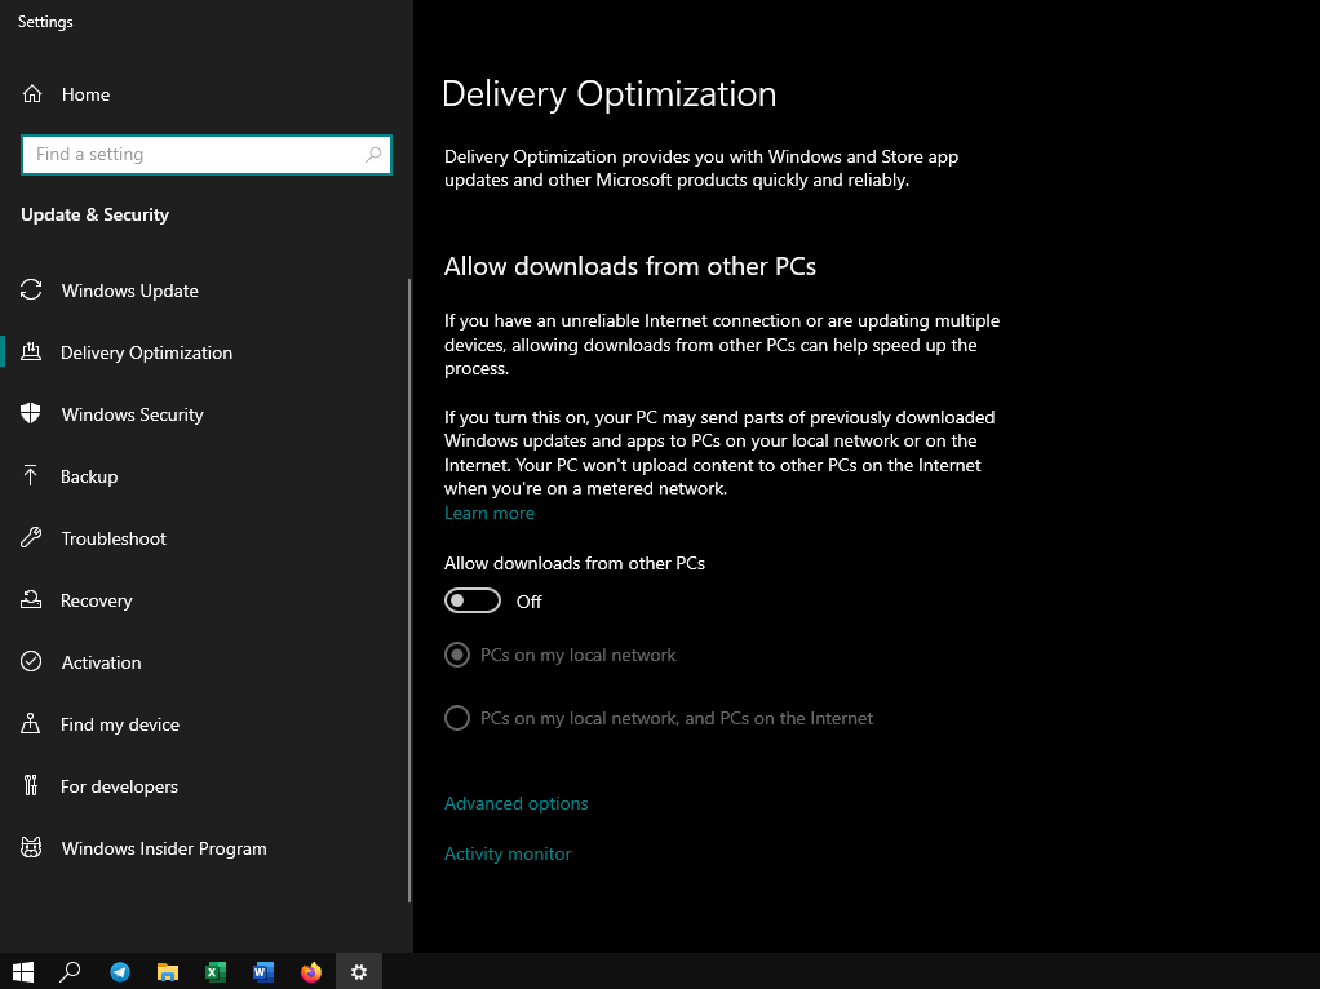 Settings
Home
Find a setting
Update & Security
Windows Update
Delivery Optimization
Windows Security
Backup
Troubleshoot
Recovery
Activation
Find my device
For developers
Windows Insider Program
Delivery Optimization
Delivery Optimization provides you with Windows and Store app
updates and other Microsoft products quickly and reliably.
Allow downloads from other PCs
If you have an unreliable Internet connection or are updating multiple
devices, allowing downloads from other PCs can help speed up the
process.
If you turn this on, your PC may send parts of previously downloaded
Windows updates and apps to PCs on your local network or on the
Internet. Your PC won't upload content to other PCs on the Internet
when you're on a metered network.
Learn more
Allow downloads from other PCs
Off
PCs on my local network
PCs on my local network, and PCs on the Internet
Advanced options
Activity monitor